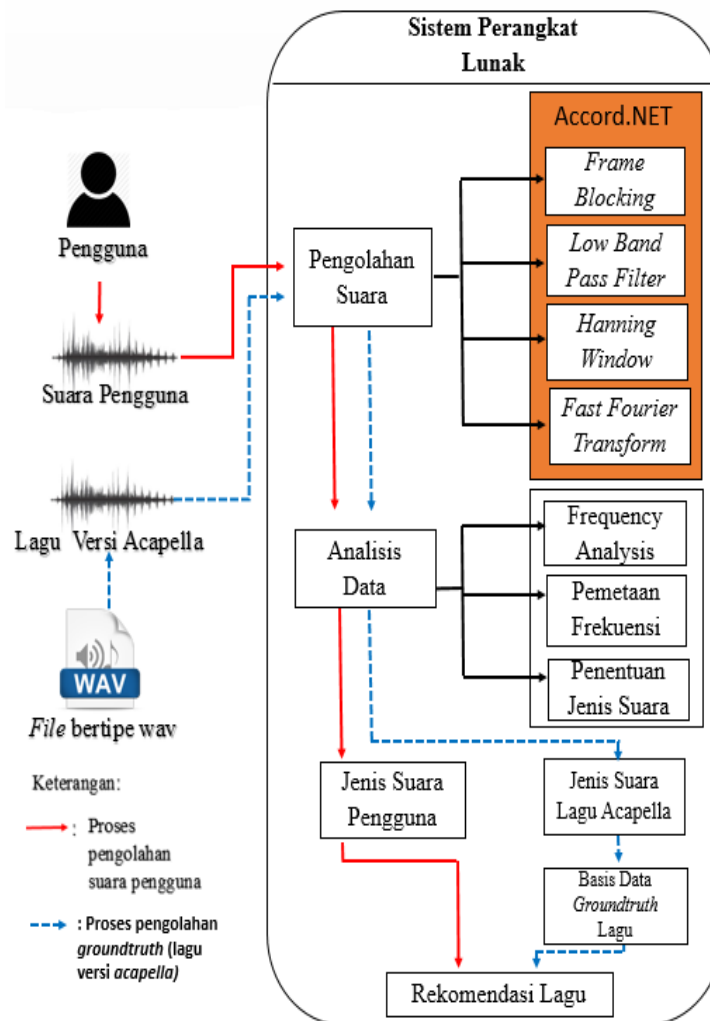 Sistem Perangkat
Lunak
Accord.NET
Frame
Blocking
Low Band
Pass Filter
Hanning
Window
Fast Fourier
Transform
Pengguna
Pengolahan
Suara
Suara Pengguna
Lagu Versi Acapella
WAV
File bertipe wav
Analisis
Data
Frequency
Analysis
Pemetaan
Frekuensi
Penentuan
Jenis Suara
Jenis Suara
Pengguna
Jenis Suara
Lagu Acapella
Basis Data
Groundtruth
Lagu
Rekomendasi Lagu
Keterangan:
: Proses
pengolahan
suara pengguna
: Proses pengolahan
groundtruth (lagu
versi acapella)